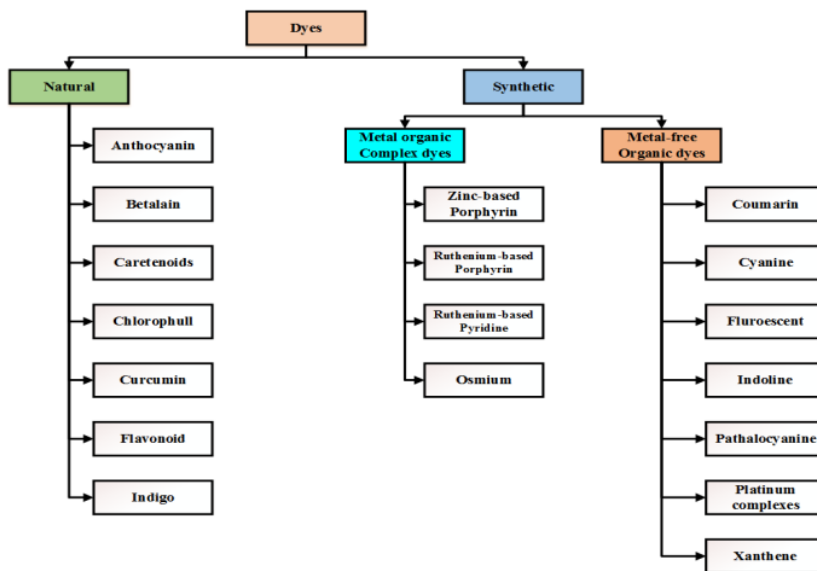 Dyes
Natural
Synthetic
Anthocyanin
Betalain
Caretenoids
Chlorophull
Curcumin
Flavonoid
Indigo
Metal organic
Complex dyes
Zinc-based
Porphyrin
Ruthenium-based
Porphyrin
Ruthenium-based
Pyridine
Osmium
Metal-free
Organic dyes
Coumarin
Cyanine
Fluroescent
Indoline
Pathalocyanine
Platinum
complexes
Xanthene